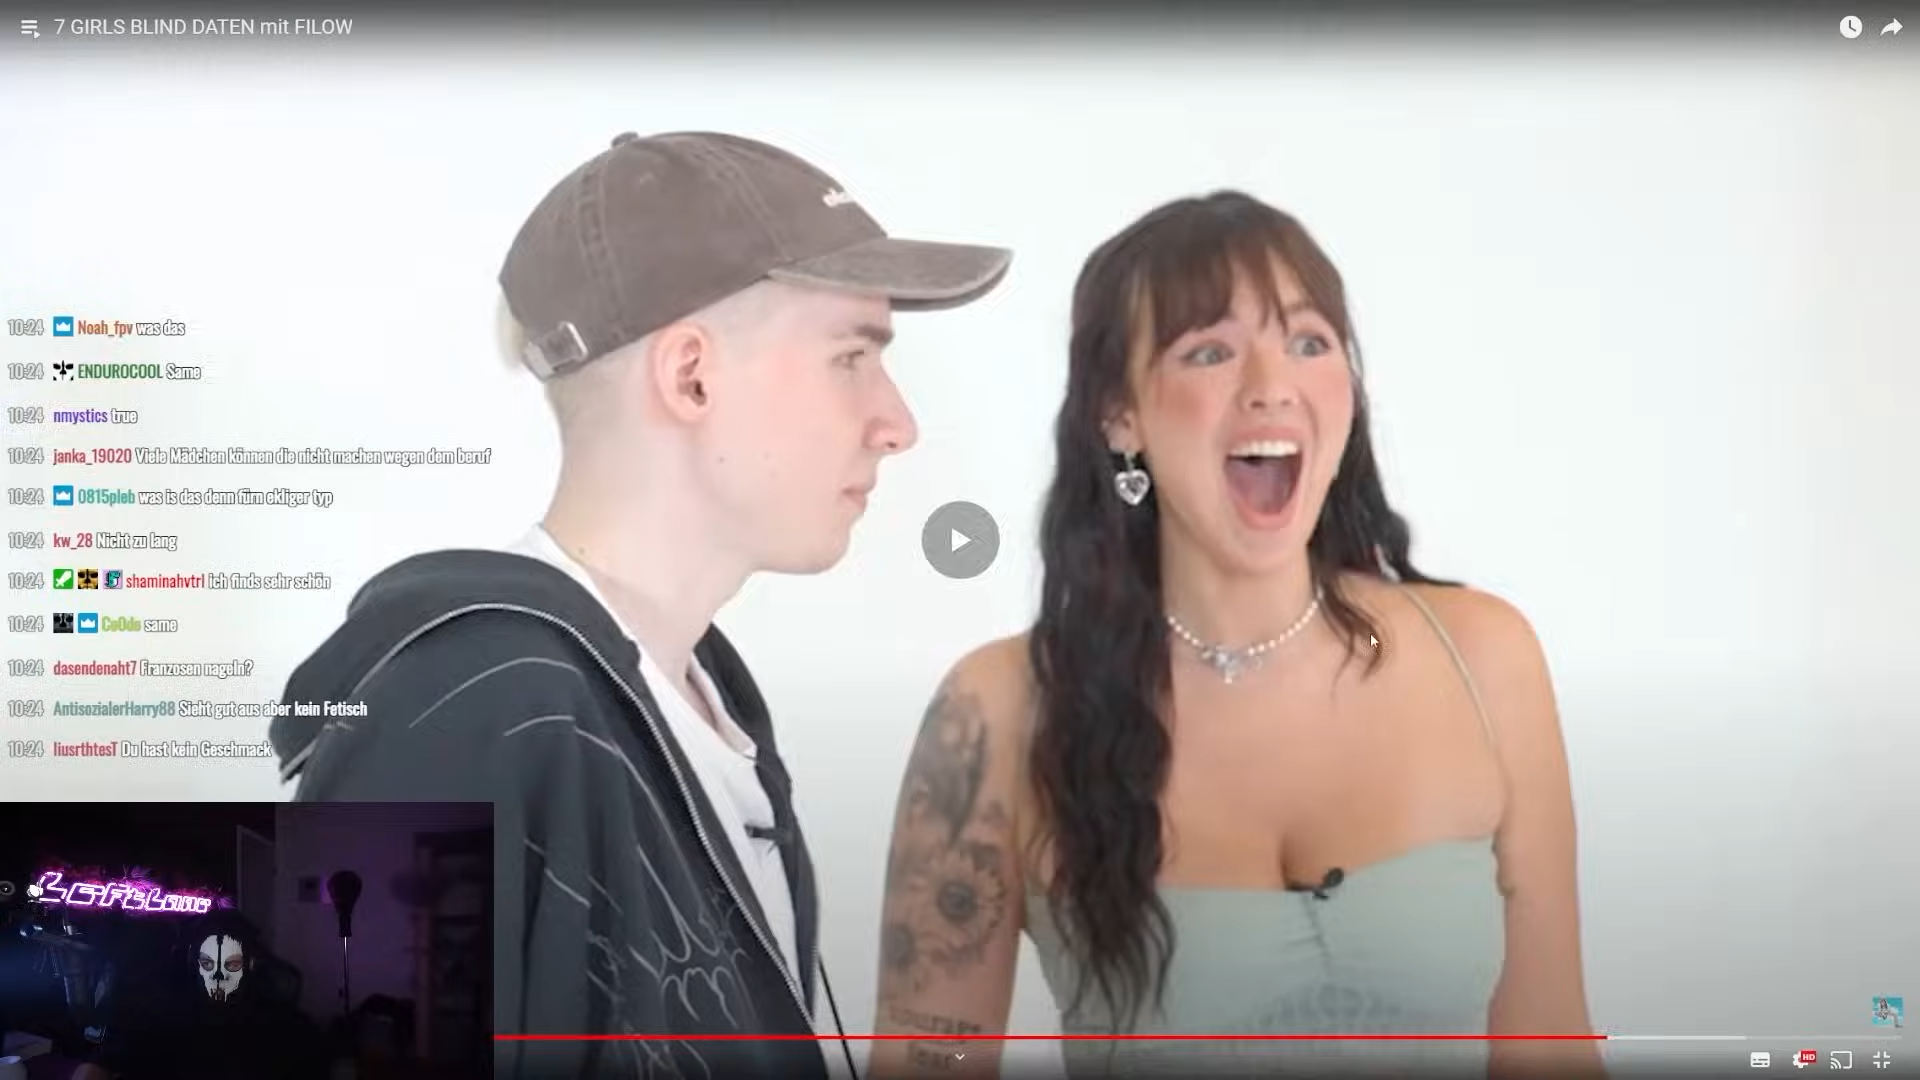 7 GIRLS BLIND DATEN mit FILOW
10:24 Noah_fpv was das
10:24 ENDUROCOOL Same
10:24 nmystics true
10:24 janka_19020 Viele Mädchen können die nicht machen wegen dem beruf
10:24 0815pleb was is das denn fürn ekliger typ
10:24 kw_28 Nicht zu lang
10:24 shaminahvtrl ich finds sehr schön
10:24 CoOdo same
10:24 dasendenaht7 Franzosen nageln?
10:24 AntisozialerHarry88 Sieht gut aus aber kein Fetisch
10:24 liusrthtesT Du hast kein Geschmack
HD